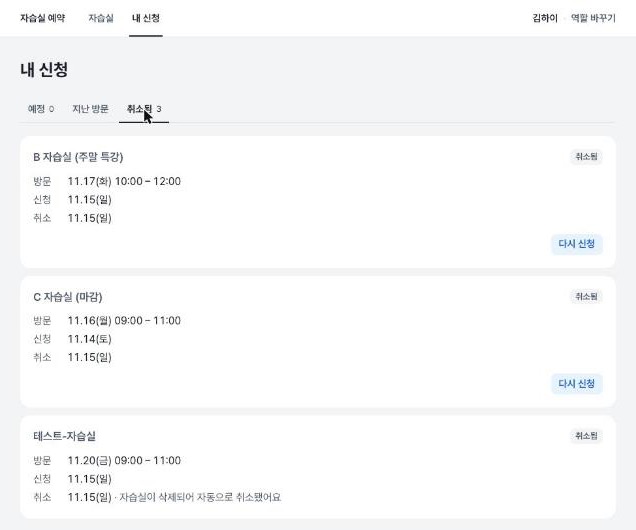 자습실 예약 자습실 내 신청 김하이 · 역할 바꾸기
내 신청
예정 0 지난 방문 취소됨 3
B 자습실 (주말 특강) 취소됨
방문 11.17(화) 10:00 – 12:00
신청 11.15(일)
취소 11.15(일)
다시 신청
C 자습실 (마감) 취소됨
방문 11.16(월) 09:00 – 11:00
신청 11.14(토)
취소 11.15(일)
다시 신청
테스트-자습실 취소됨
방문 11.20(금) 09:00 – 11:00
신청 11.15(일)
취소 11.15(일) · 자습실이 삭제되어 자동으로 취소됐어요